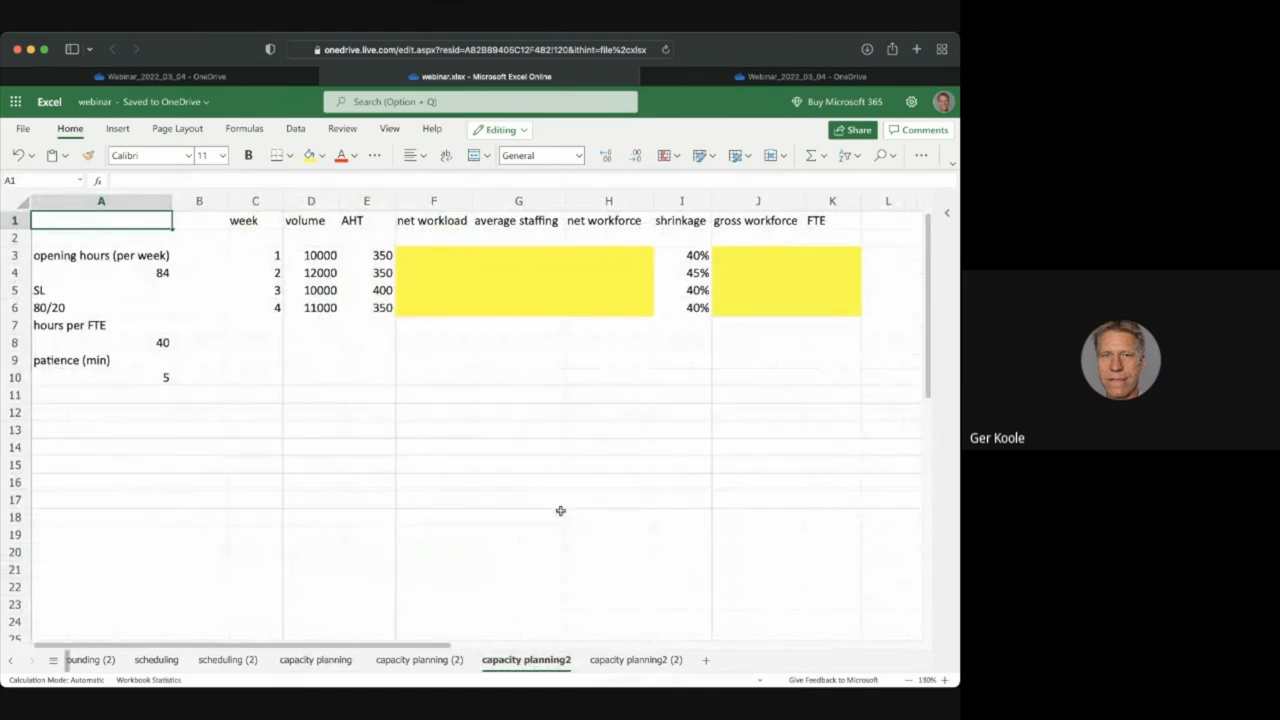 onedrive.live.com/edit.aspx?resid=A82B89405C12F482!120&ithint=file%2cxlsx
Webinar_2022_03_04 - OneDrive
webinar.xlsx - Microsoft Excel Online
Webinar_2022_03_04 - OneDrive
Excel webinar - Saved to OneDrive Search (Option + Q) Buy Microsoft 365
File Home Insert Page Layout Formulas Data Review View Help Editing Share Comments
Calibri 11 B A General
A1 fx
A B C D E F G H I J K L
1 week volume AHT net workload average staffing net workforce shrinkage gross workforce FTE
2
3 opening hours (per week) 1 10000 350 40%
4 84 2 12000 350 45%
5 SL 3 10000 400 40%
6 80/20 4 11000 350 40%
7 hours per FTE
8 40
9 patience (min)
10 5
11
12
13
14
15
16
17
18
19
20
21
22
23
24
25
Ger Koole
ounding (2) scheduling scheduling (2) capacity planning capacity planning (2) capacity planning2 capacity planning2 (2)
Calculation Mode: Automatic Workbook Statistics Give Feedback to Microsoft 130%